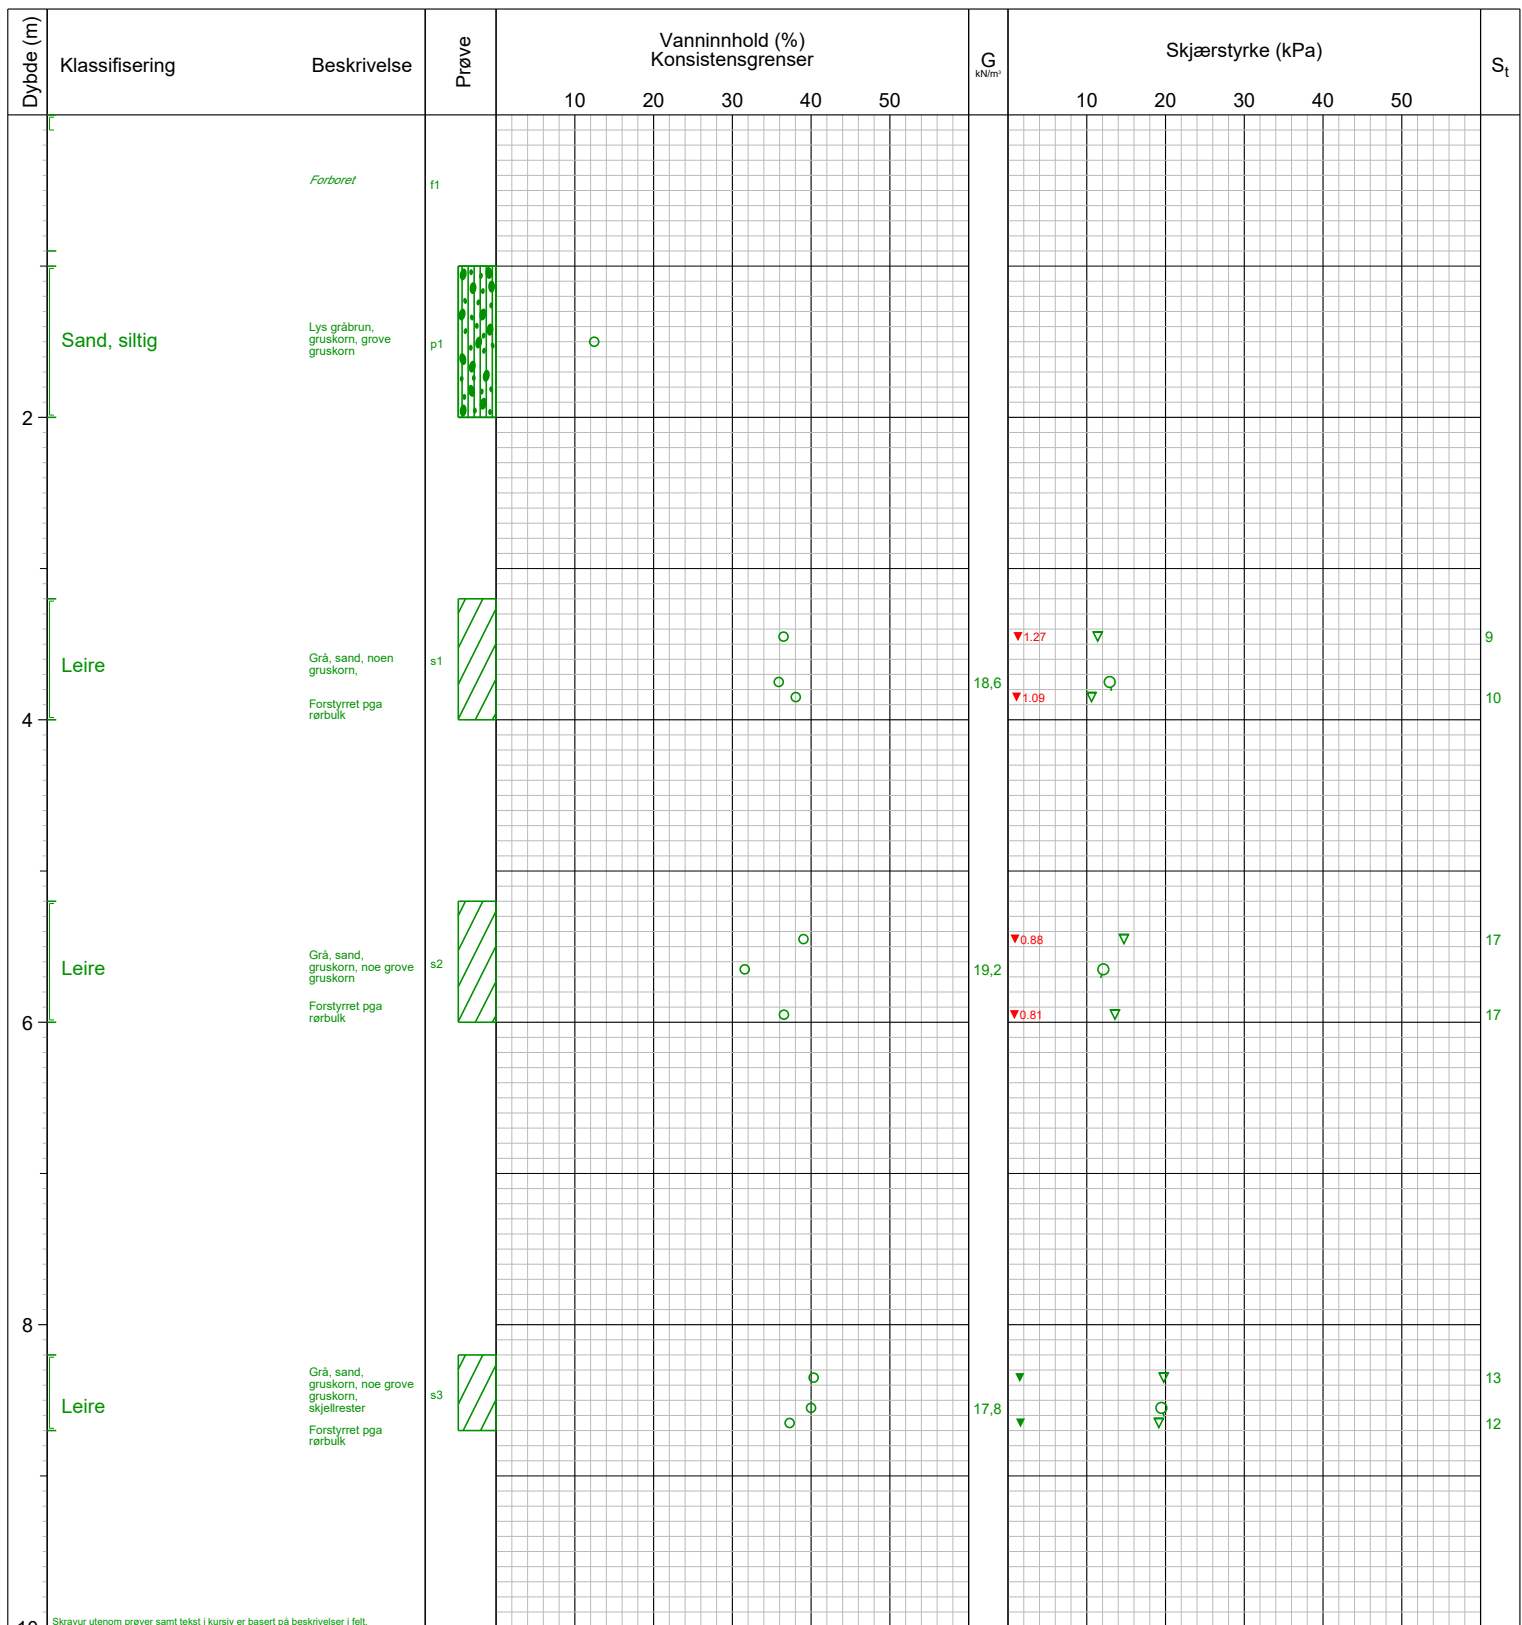 Dybde (m)
Klassifisering
Beskrivelse
Prøve
Vanninnhold (%)
Konsistensgrenser
10 20 30 40 50
G
kN/m³
Skjærstyrke (kPa)
10 20 30 40 50
St
Forboret
f1
Sand, siltig
Lys gråbrun,
gruskorn, grove
gruskorn
p1
2
Leire
Grå, sand, noen
gruskorn,
Forstyrret pga
rørbulk
s1
18,6
1.27
1.09
9
10
4
Leire
Grå, sand,
gruskorn, noe grove
gruskorn
Forstyrret pga
rørbulk
s2
19,2
0.88
0.81
17
17
6
8
Leire
Grå, sand,
gruskorn, noe grove
gruskorn,
skjellrester
Forstyrret pga
rørbulk
s3
17,8
13
12
10
Skravur utenom prøver samt tekst i kursiv er basert på beskrivelser i felt.